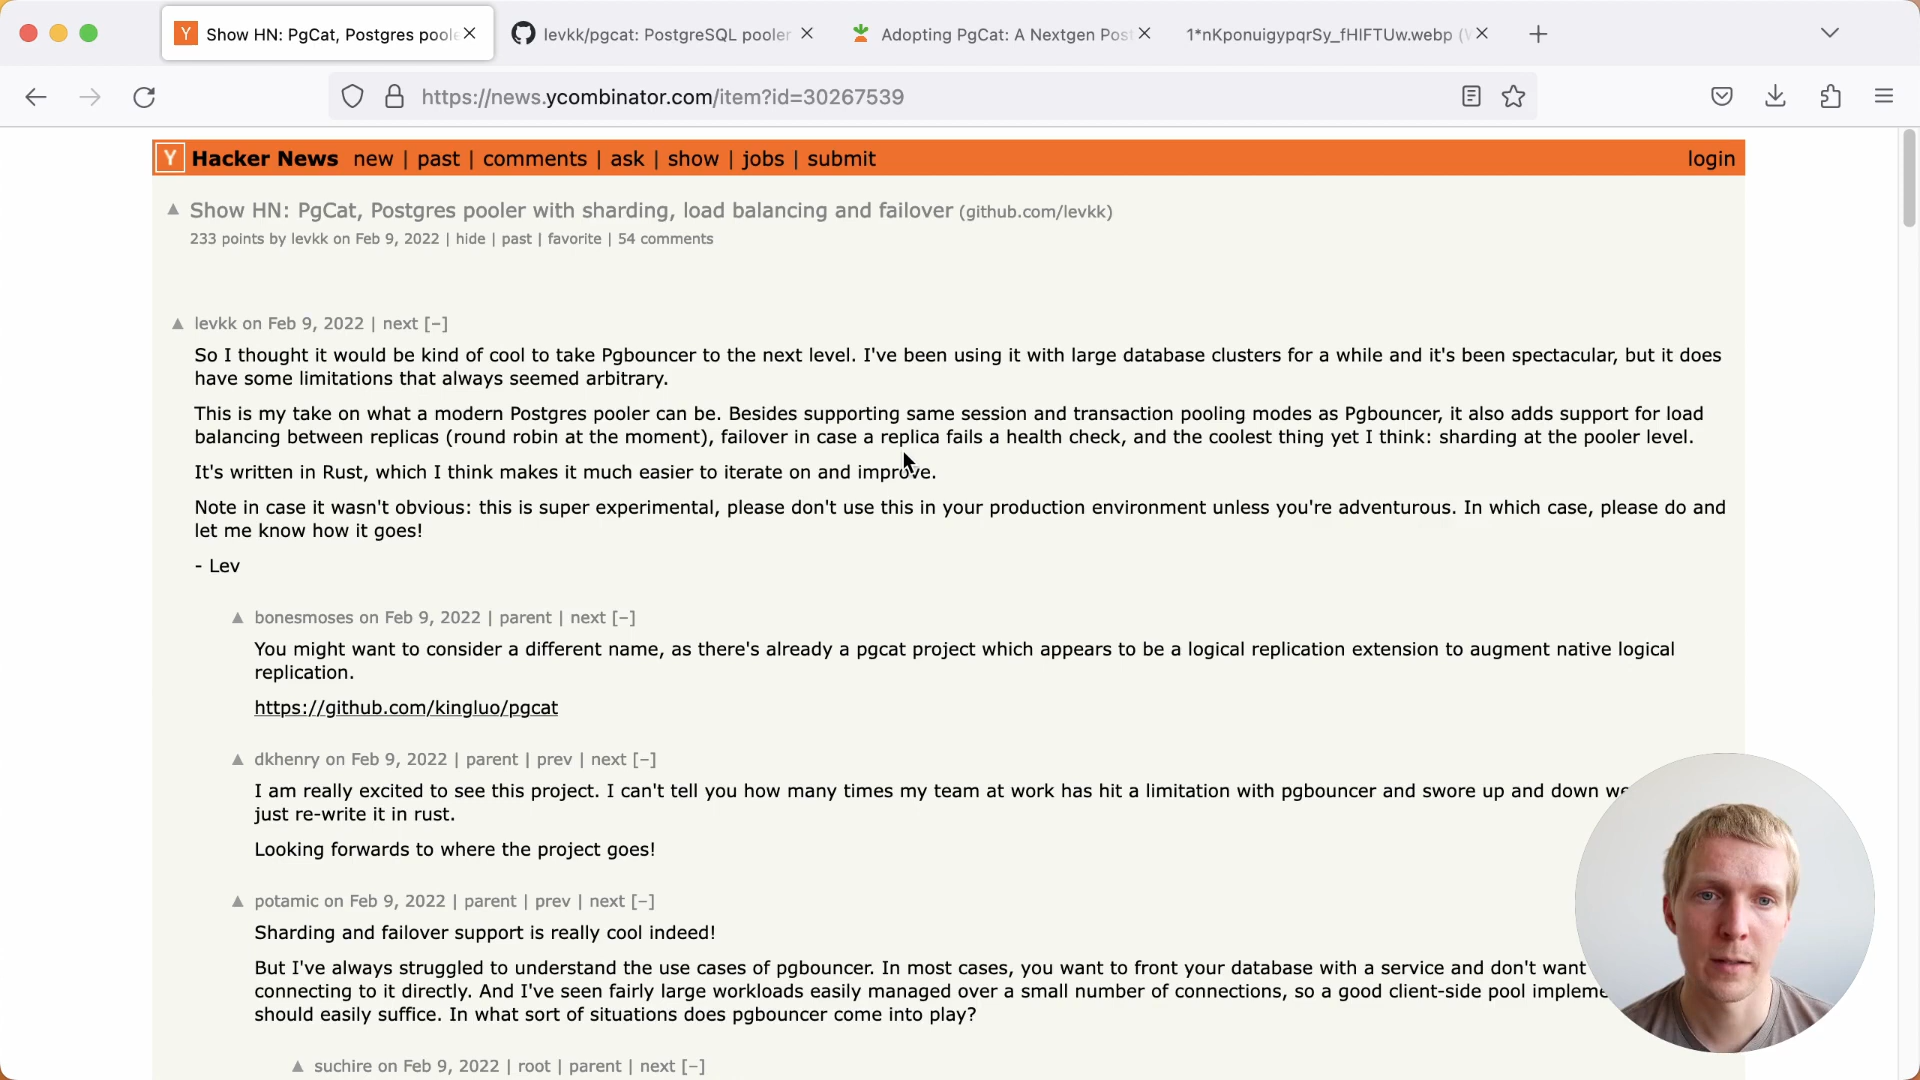 Y Show HN: PgCat, Postgres poole
levkk/pgcat: PostgreSQL pooler
Adopting PgCat: A Nextgen Post
1*nKponuigypqrSy_fHIFTUw.webp (
https://news.ycombinator.com/item?id=30267539
Y Hacker News new | past | comments | ask | show | jobs | submit
login
Show HN: PgCat, Postgres pooler with sharding, load balancing and failover (github.com/levkk)
233 points by levkk on Feb 9, 2022 | hide | past | favorite | 54 comments
levkk on Feb 9, 2022 | next [–]
So I thought it would be kind of cool to take Pgbouncer to the next level. I've been using it with large database clusters for a while and it's been spectacular, but it does
have some limitations that always seemed arbitrary.
This is my take on what a modern Postgres pooler can be. Besides supporting same session and transaction pooling modes as Pgbouncer, it also adds support for load
balancing between replicas (round robin at the moment), failover in case a replica fails a health check, and the coolest thing yet I think: sharding at the pooler level.
It's written in Rust, which I think makes it much easier to iterate on and improve.
Note in case it wasn't obvious: this is super experimental, please don't use this in your production environment unless you're adventurous. In which case, please do and
let me know how it goes!
- Lev
bonesmoses on Feb 9, 2022 | parent | next [–]
You might want to consider a different name, as there's already a pgcat project which appears to be a logical replication extension to augment native logical
replication.
https://github.com/kingluo/pgcat
dkhenry on Feb 9, 2022 | parent | prev | next [–]
I am really excited to see this project. I can't tell you how many times my team at work has hit a limitation with pgbouncer and swore up and down we
just re-write it in rust.
Looking forwards to where the project goes!
potamic on Feb 9, 2022 | parent | prev | next [–]
Sharding and failover support is really cool indeed!
But I've always struggled to understand the use cases of pgbouncer. In most cases, you want to front your database with a service and don't want
connecting to it directly. And I've seen fairly large workloads easily managed over a small number of connections, so a good client-side pool impleme
should easily suffice. In what sort of situations does pgbouncer come into play?
suchire on Feb 9, 2022 | root | parent | next [–]